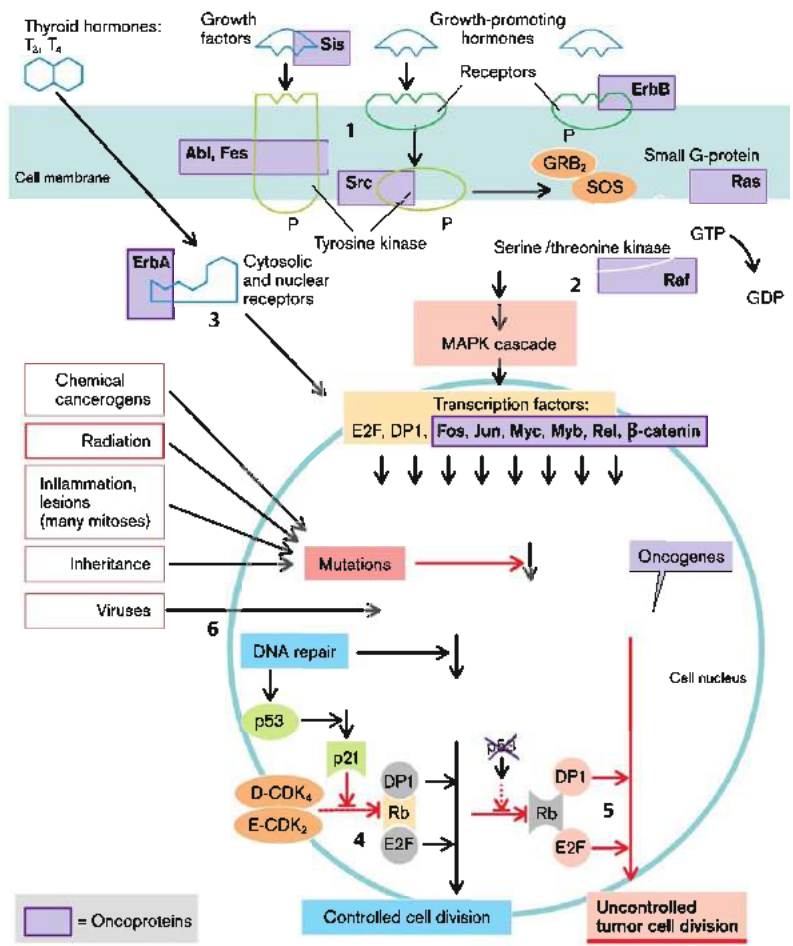 Thyroid hormones:
T3, T4
Growth
factors
Sis
Growth-promoting
hormones
Receptors
ErbB
1
P
Abl, Fes
Cell membrane
Src
GRB2
SOS
Small G-protein
Ras
P
Tyrosine kinase
P
GTP
GDP
Serine /threonine kinase
2
Raf
ErbA
Cytosolic
and nuclear
receptors
3
MAPK cascade
Chemical
cancerogens
Transcription factors:
E2F, DP1, Fos, Jun, Myc, Myb, Rel, β-catenin
Radiation
Inflammation,
lesions
(many mitoses)
Inheritance
Mutations
Oncogenes
Viruses
6
DNA repair
Cell nucleus
p53
p21
p53
D-CDK4
E-CDK2
DP1
Rb
E2F
4
DP1
Rb
E2F
5
= Oncoproteins
Controlled cell division
Uncontrolled
tumor cell division